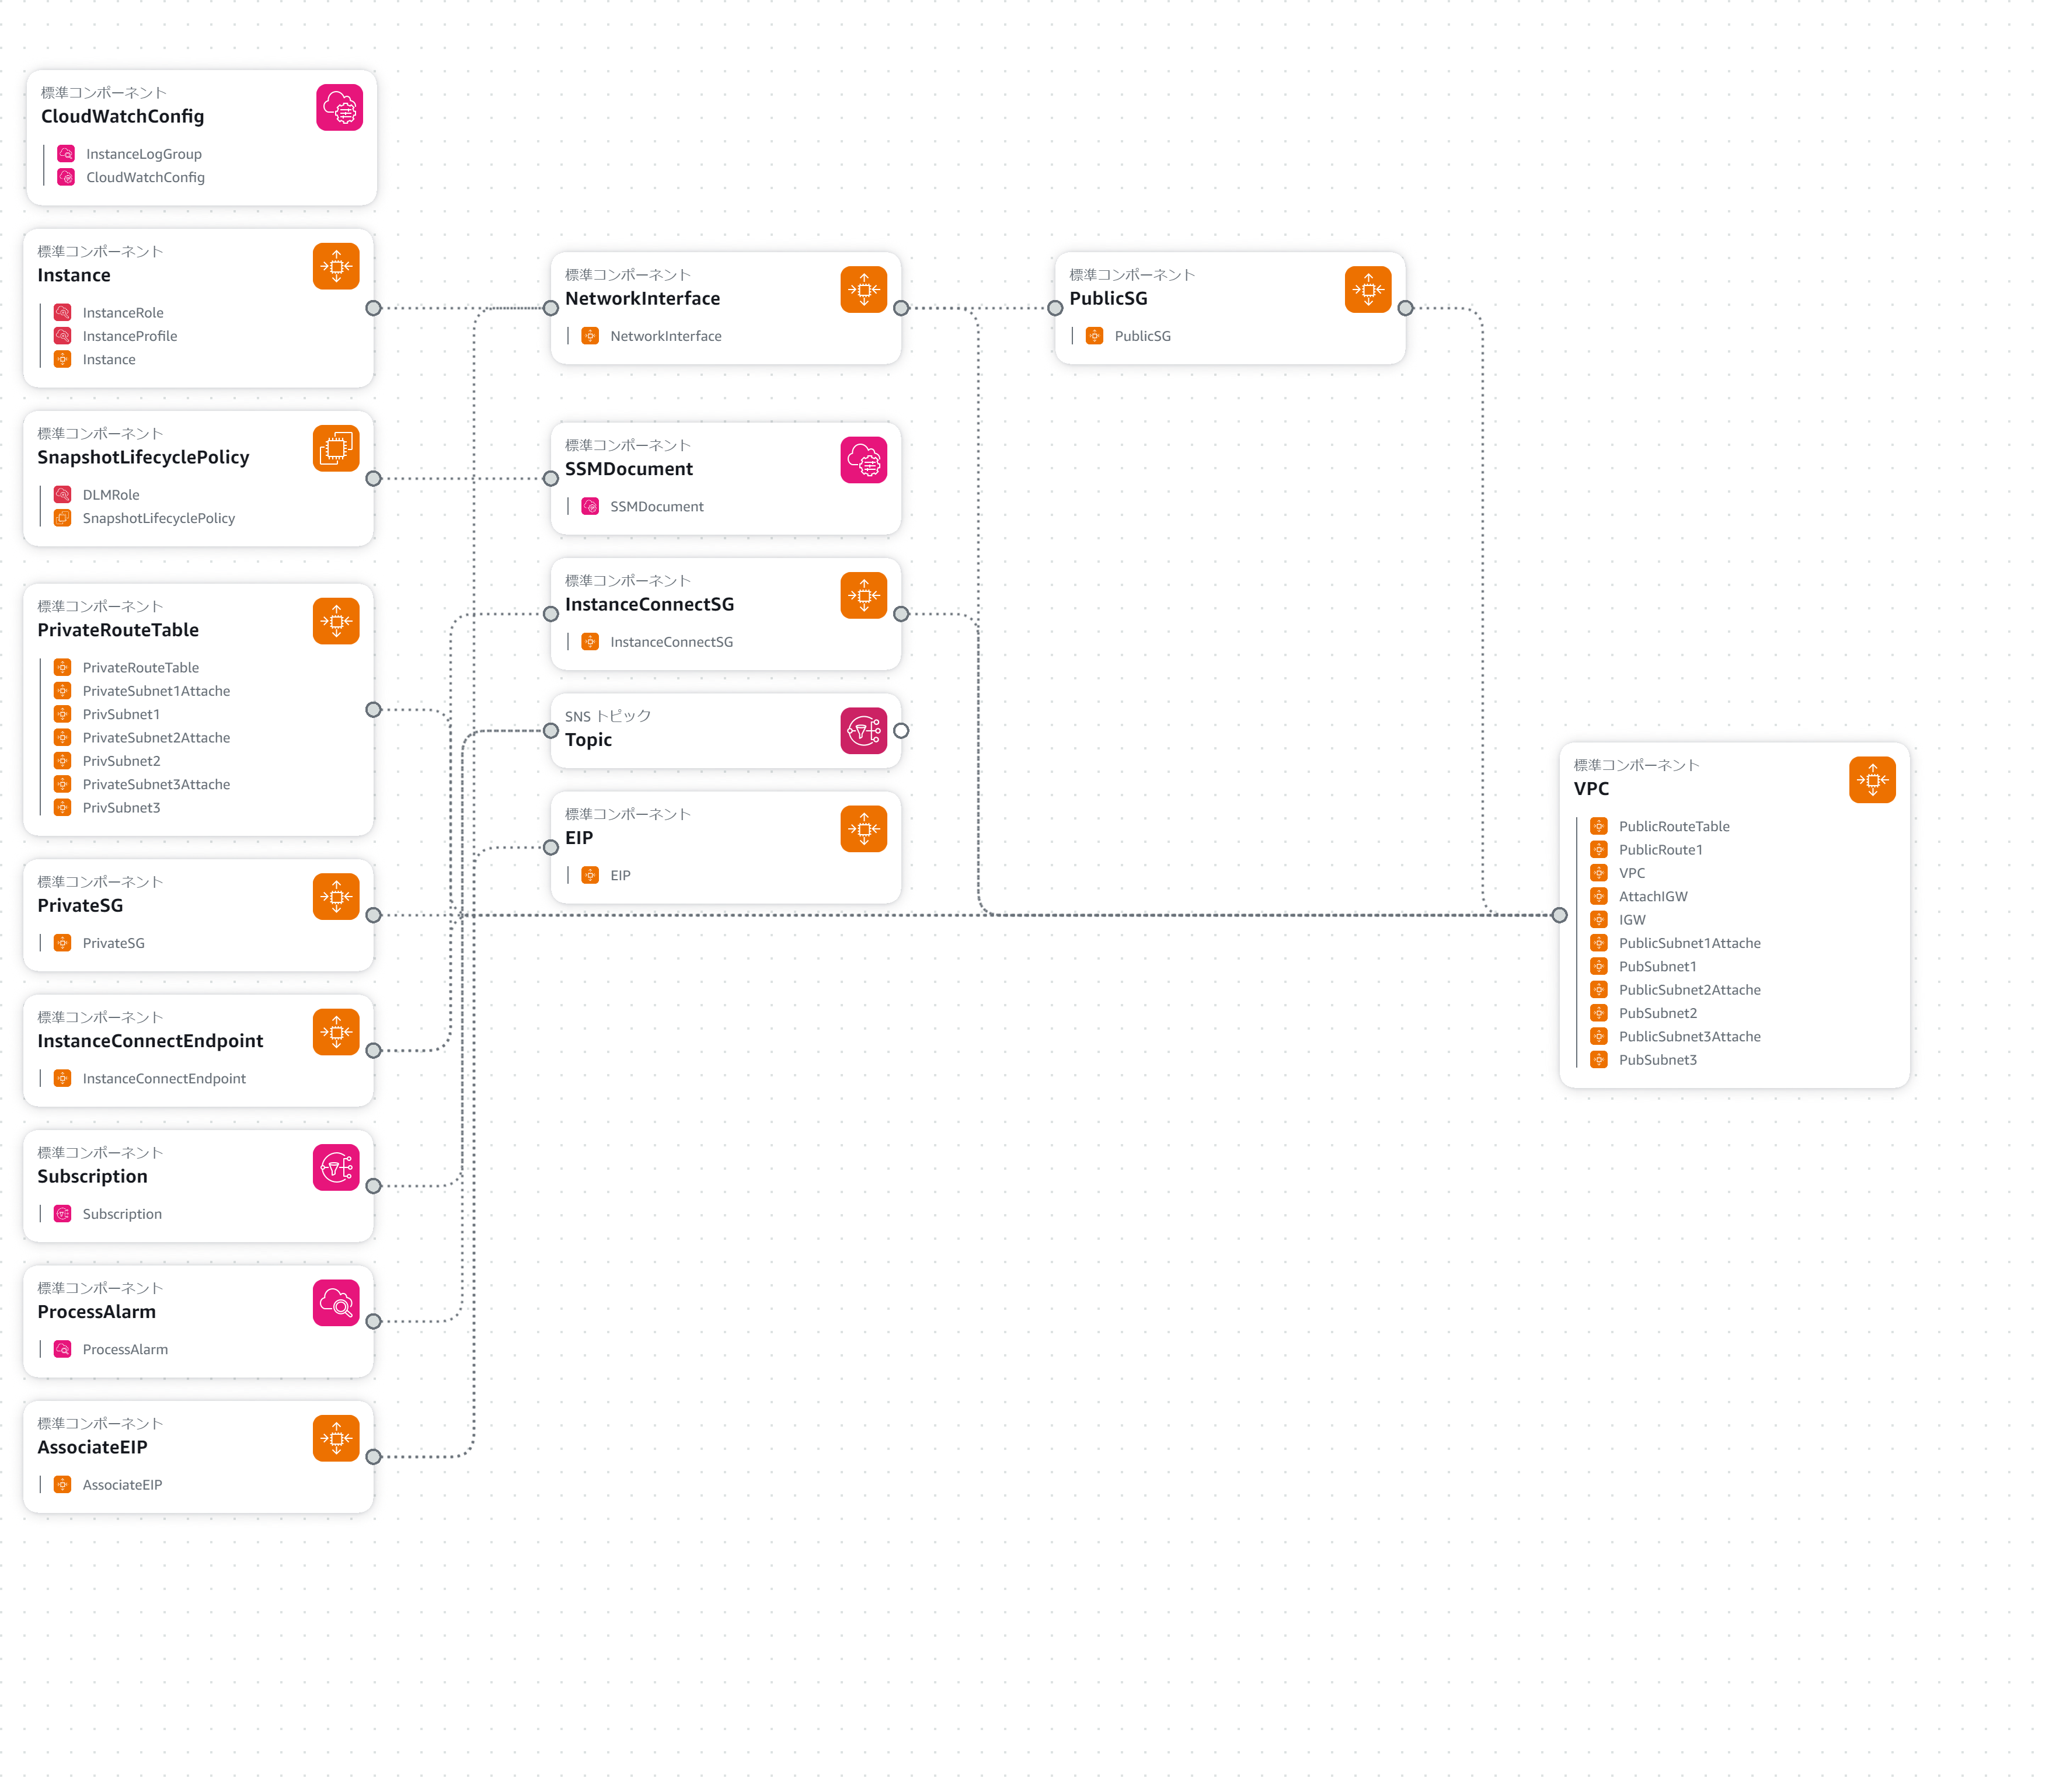 標準コンポーネント
CloudWatchConfig
InstanceLogGroup
CloudWatchConfig
標準コンポーネント
Instance
InstanceRole
InstanceProfile
Instance
標準コンポーネント
SnapshotLifecyclePolicy
DLMRole
SnapshotLifecyclePolicy
標準コンポーネント
PrivateRouteTable
PrivateRouteTable
PrivateSubnet1Attache
PrivSubnet1
PrivateSubnet2Attache
PrivSubnet2
PrivateSubnet3Attache
PrivSubnet3
標準コンポーネント
PrivateSG
PrivateSG
標準コンポーネント
InstanceConnectEndpoint
InstanceConnectEndpoint
標準コンポーネント
Subscription
Subscription
標準コンポーネント
ProcessAlarm
ProcessAlarm
標準コンポーネント
AssociateEIP
AssociateEIP
標準コンポーネント
NetworkInterface
NetworkInterface
標準コンポーネント
SSMDocument
SSMDocument
標準コンポーネント
InstanceConnectSG
InstanceConnectSG
SNS トピック
Topic
標準コンポーネント
EIP
EIP
標準コンポーネント
PublicSG
PublicSG
標準コンポーネント
VPC
PublicRouteTable
PublicRoute1
VPC
AttachIGW
IGW
PublicSubnet1Attache
PubSubnet1
PublicSubnet2Attache
PubSubnet2
PublicSubnet3Attache
PubSubnet3